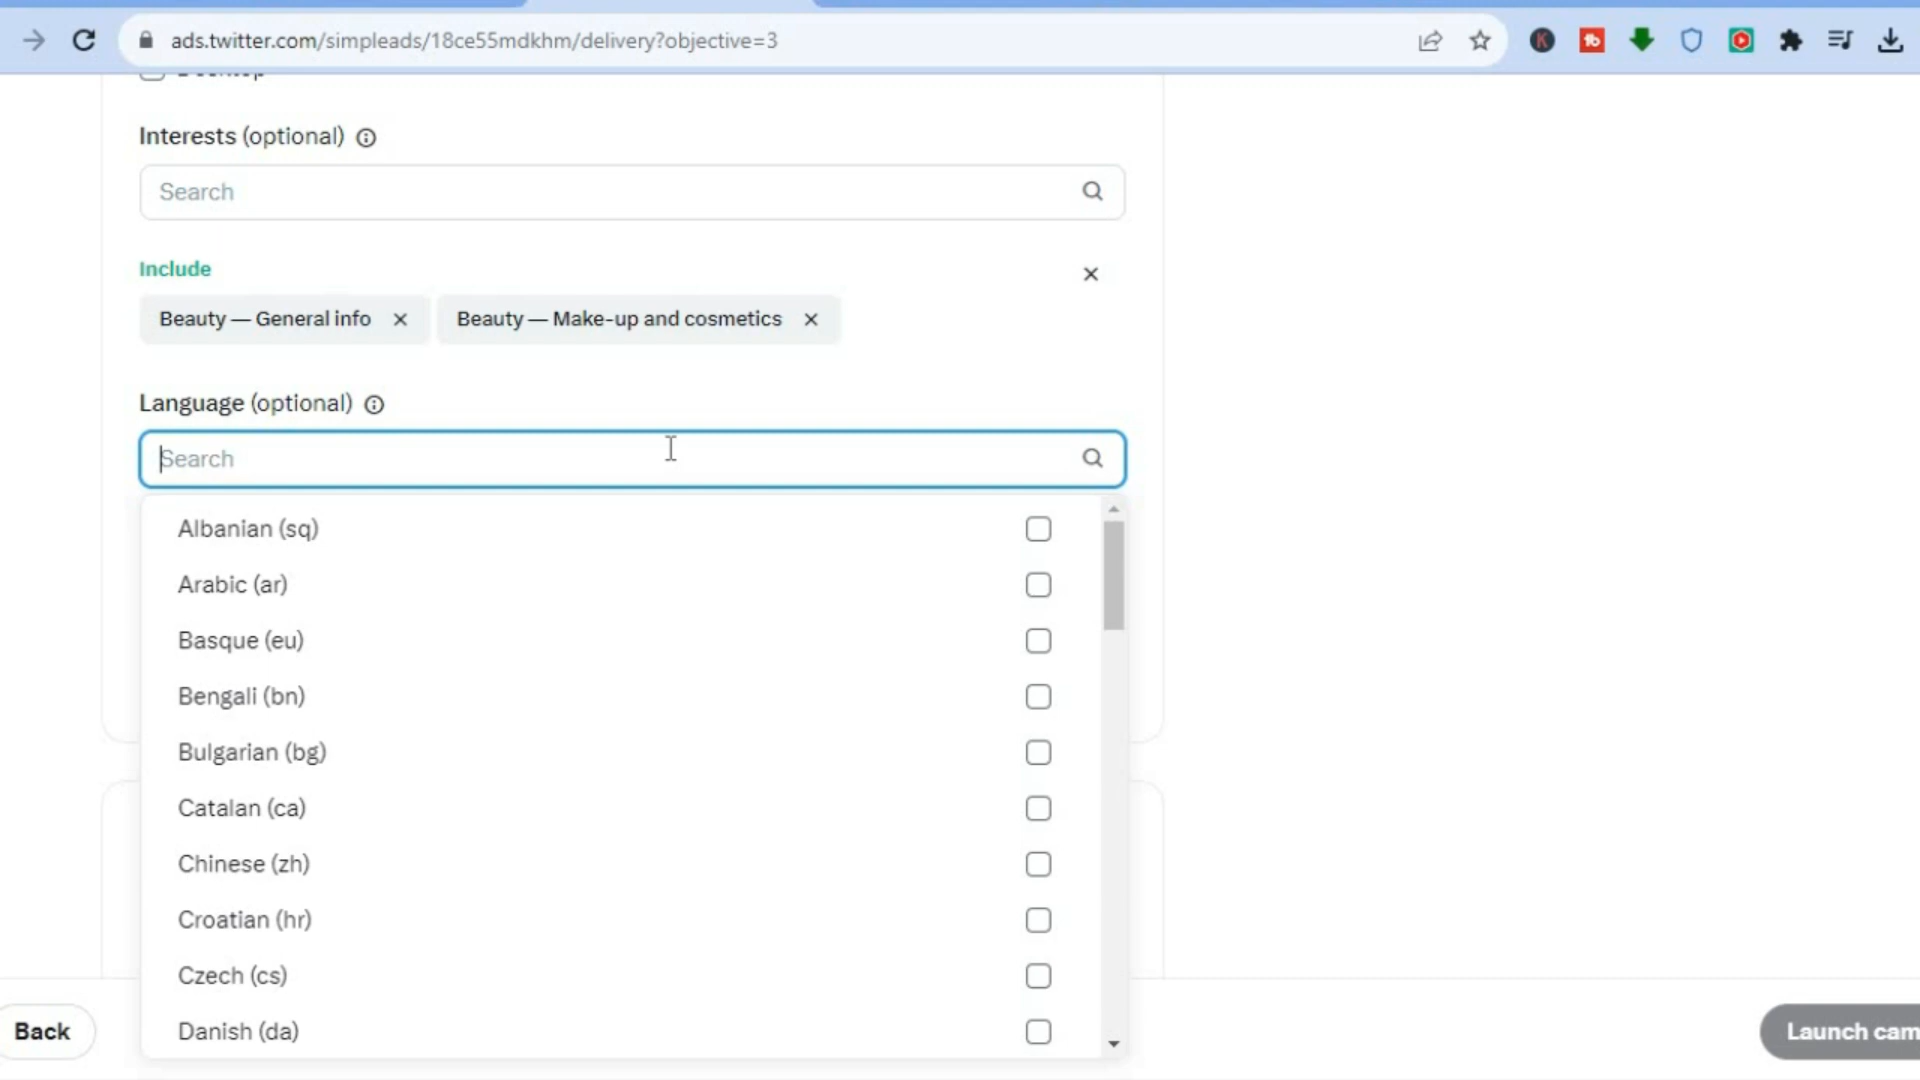 ads.twitter.com/simpleads/18ce55mdkhm/delivery?objective=3
Desktop
Interests (optional)
Search
Include
Beauty — General info
Beauty — Make-up and cosmetics
Language (optional)
Search
Albanian (sq)
Arabic (ar)
Basque (eu)
Bengali (bn)
Bulgarian (bg)
Catalan (ca)
Chinese (zh)
Croatian (hr)
Czech (cs)
Danish (da)
Back
Launch cam